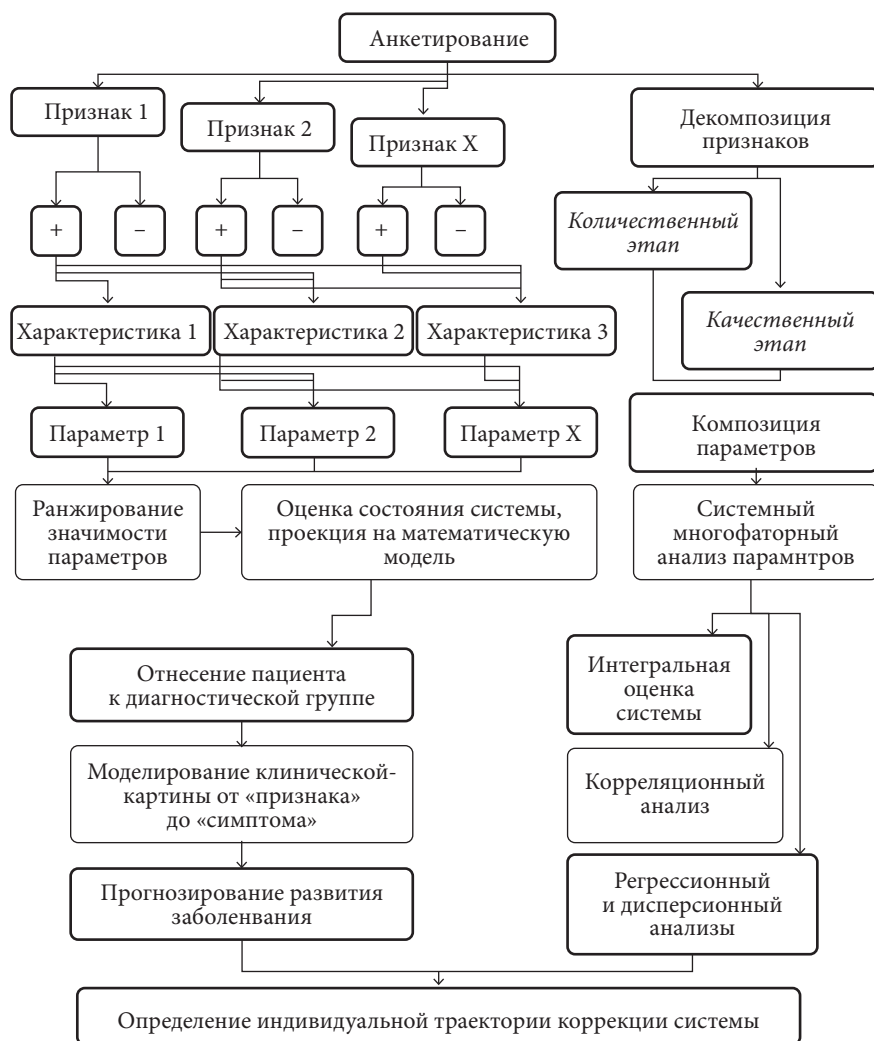 Анкетирование
Признак 1
Признак 2
Признак X
Декомпозиция
признаков
+
–
+
–
+
–
Количественный
этап
Характеристика 1
Характеристика 2
Характеристика 3
Качественный
этап
Параметр 1
Параметр 2
Параметр X
Композиция
параметров
Ранжирование
значимости
параметров
Оценка состояния системы,
проекция на математическую
модель
Системный
многофаторный
анализ парамнтров
Отнесение пациента
к диагностической группе
Интегральная
оценка
системы
Моделирование клинической-
картины от «признака»
до «симптома»
Корреляционный
анализ
Прогнозирование развития
заболенвания
Регрессионный
и дисперсионный
анализы
Определение индивидуальной траектории коррекции системы